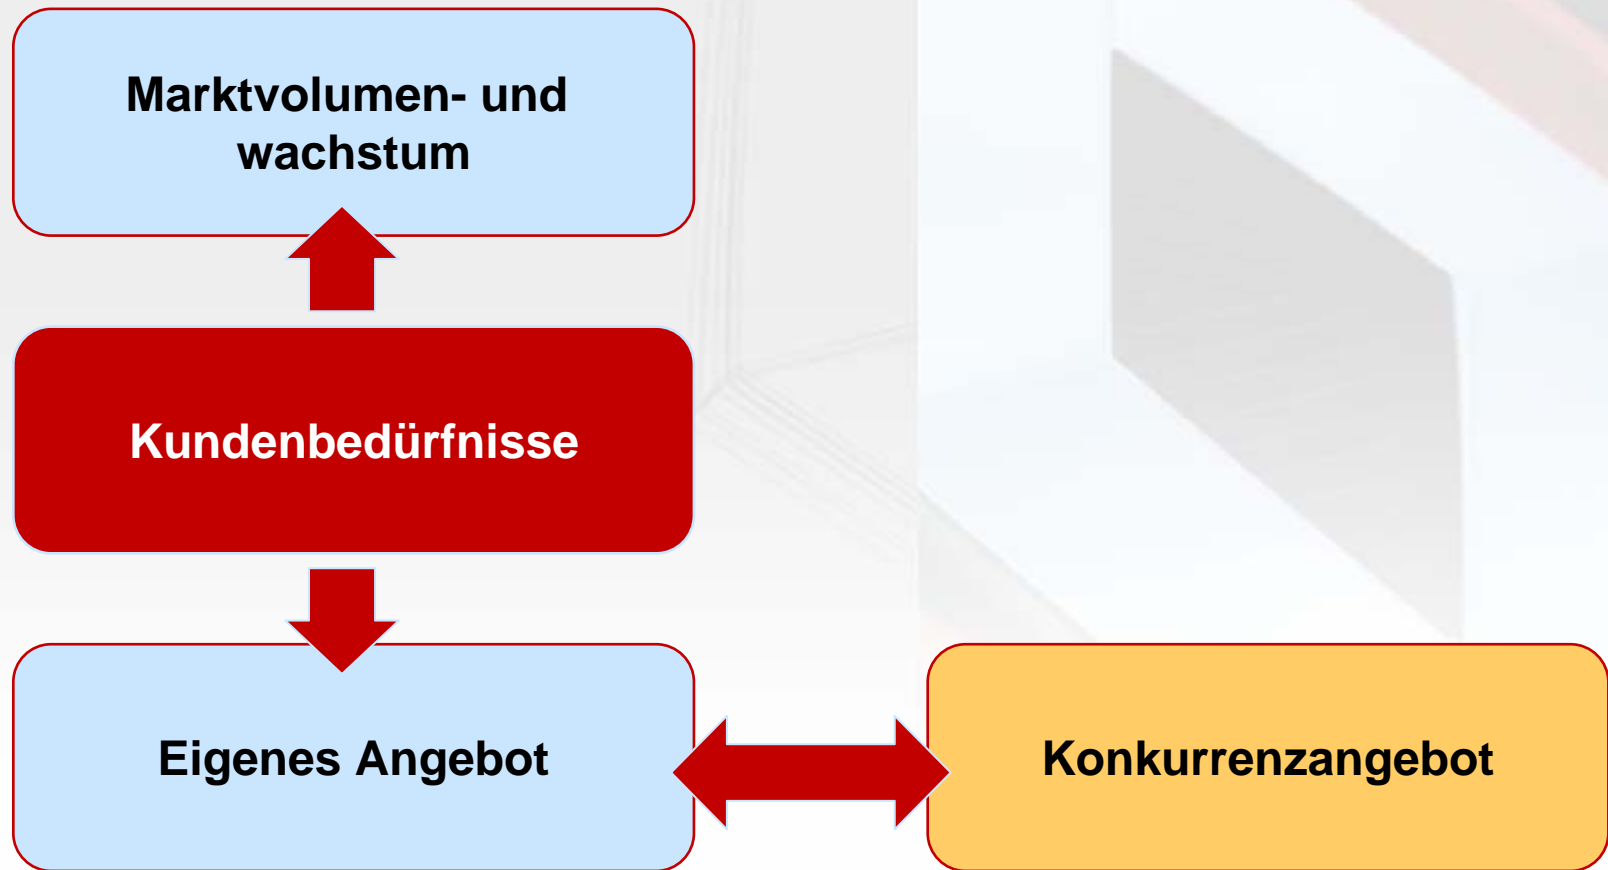 Marktvolumen- und
wachstum
Kundenbedürfnisse
Eigenes Angebot
Konkurrenzangebot